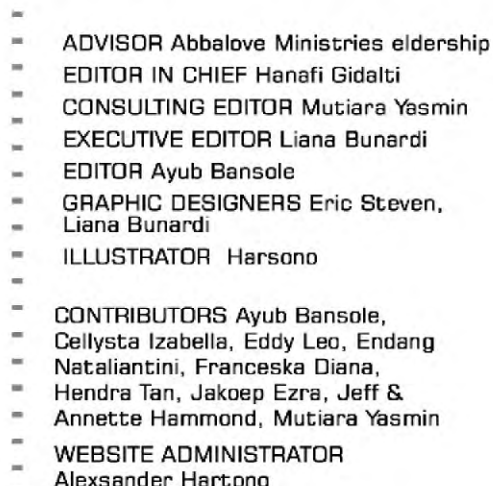 ADVISOR Abbalove Ministries eldership
EDITOR IN CHIEF Hanafi Gidalti
CONSULTING EDITOR Mutiara Yasmin
EXECUTIVE EDITOR Liana Bunardi
EDITOR Ayub Bansole
GRAPHIC DESIGNERS Eric Steven,
Liana Bunardi
ILLUSTRATOR Harsono
CONTRIBUTORS Ayub Bansole,
Cellysta Izabella, Eddy Leo, Endang
Nataliantini, Franceska Diana,
Hendra Tan, Jakoep Ezra, Jeff &
Annette Hammond, Mutiara Yasmin
WEBSITE ADMINISTRATOR
Alexsander Hartono